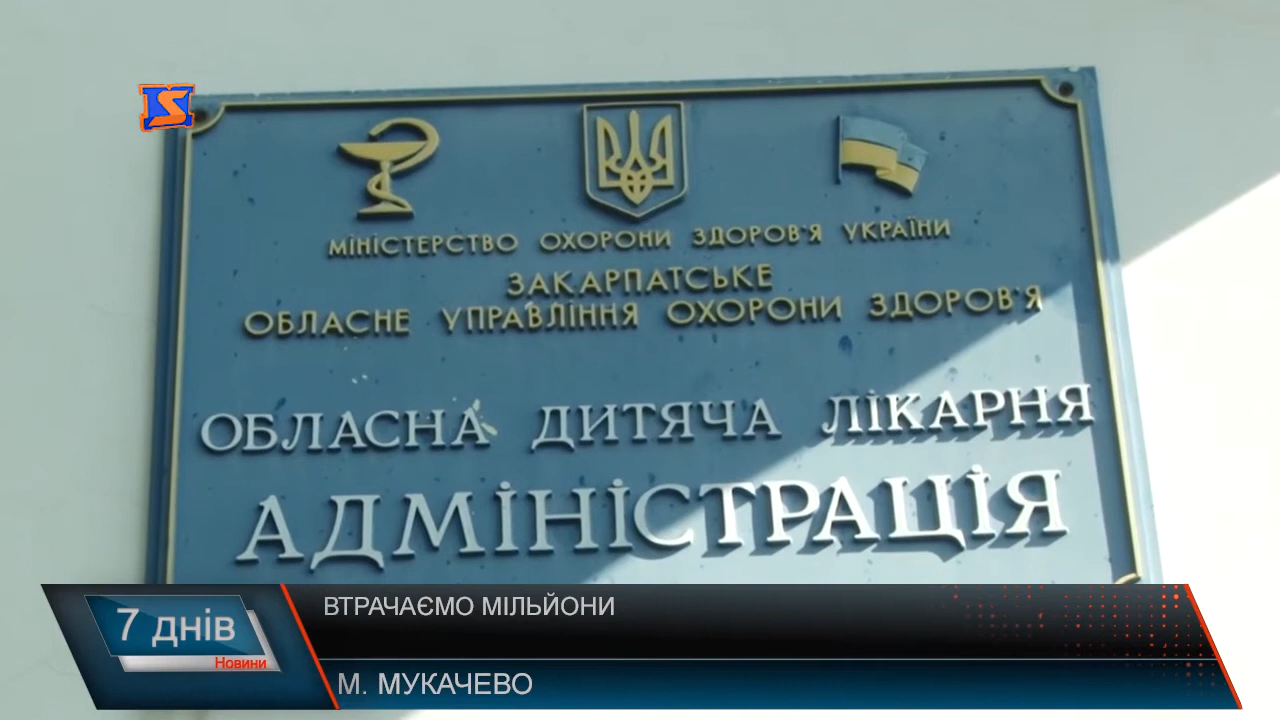 МІНІСТЕРСТВО ОХОРОНИ ЗДОРОВ'Я УКРАЇНИ
ЗАКАРПАТСЬКЕ
ОБЛАСНЕ УПРАВЛІННЯ ОХОРОНИ ЗДОРОВ'Я
ОБЛАСНА ДИТЯЧА ЛІКАРНЯ
АДМІНІСТРАЦІЯ
7 днів
Новини
ВТРАЧАЄМО МІЛЬЙОНИ
М. МУКАЧЕВО